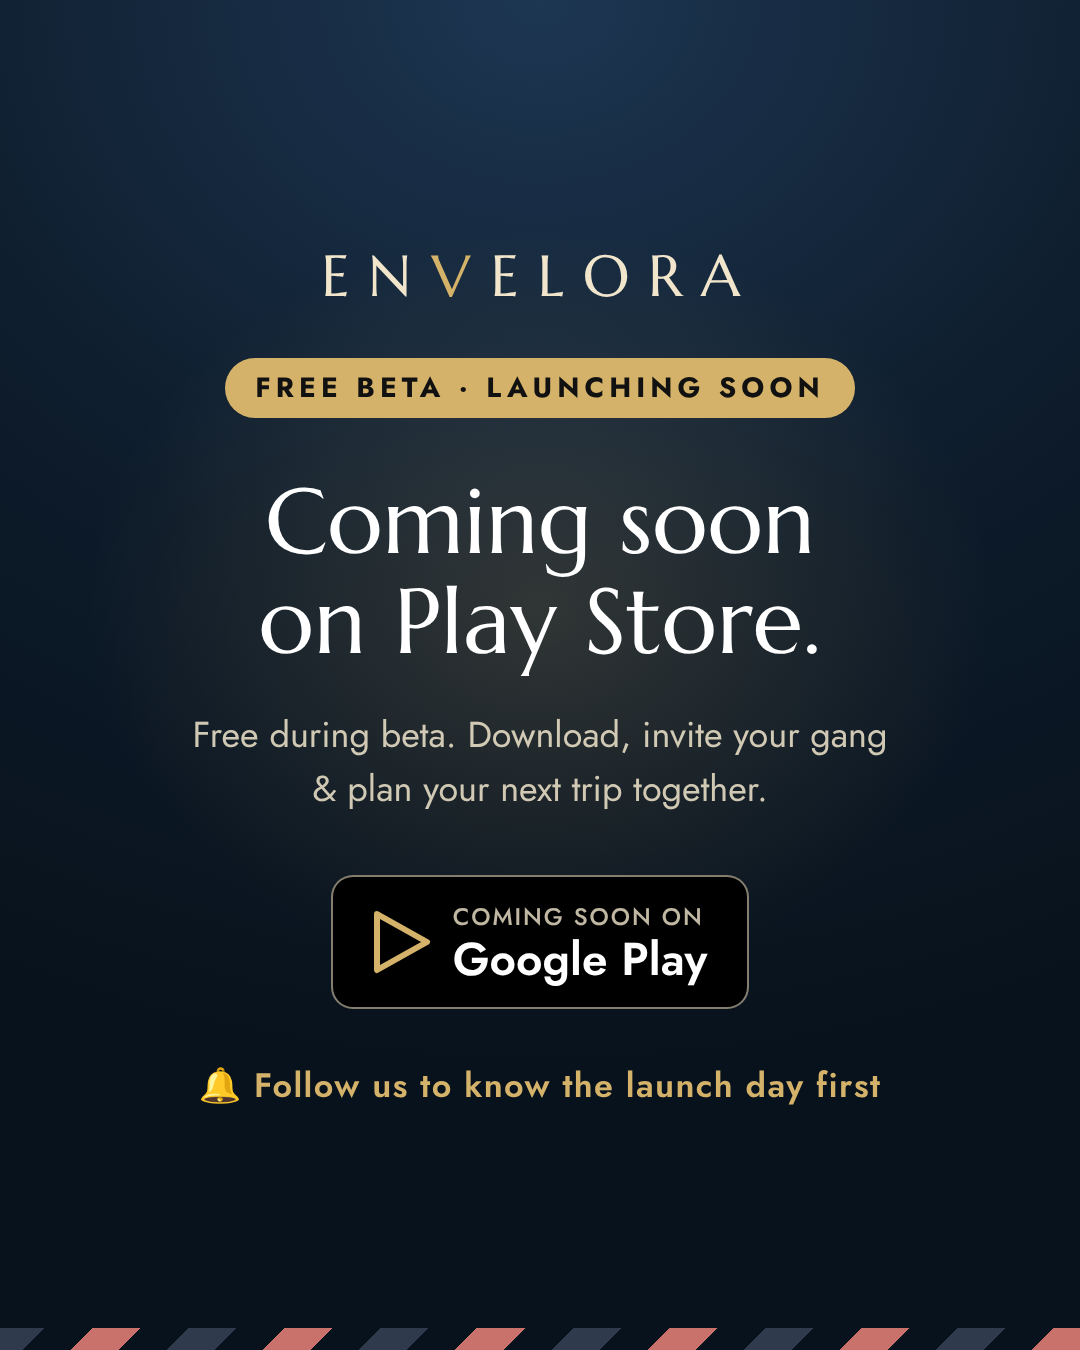 ENVELORA
FREE BETA · LAUNCHING SOON
Coming soon
on Play Store.
Free during beta. Download, invite your gang
& plan your next trip together.
COMING SOON ON
Google Play
🔔 Follow us to know the launch day first